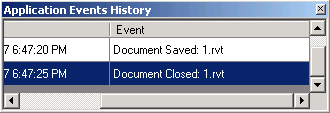 Application Events History
Event
7 6:47:20 PM Document Saved: 1.rvt
7 6:47:25 PM Document Closed: 1.rvt